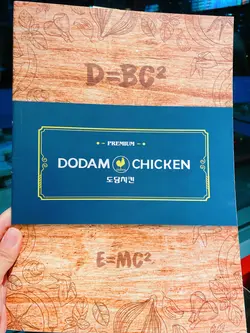 D=BC²
PREMIUM
DODAM CHICKEN
도담치킨
E=MC²